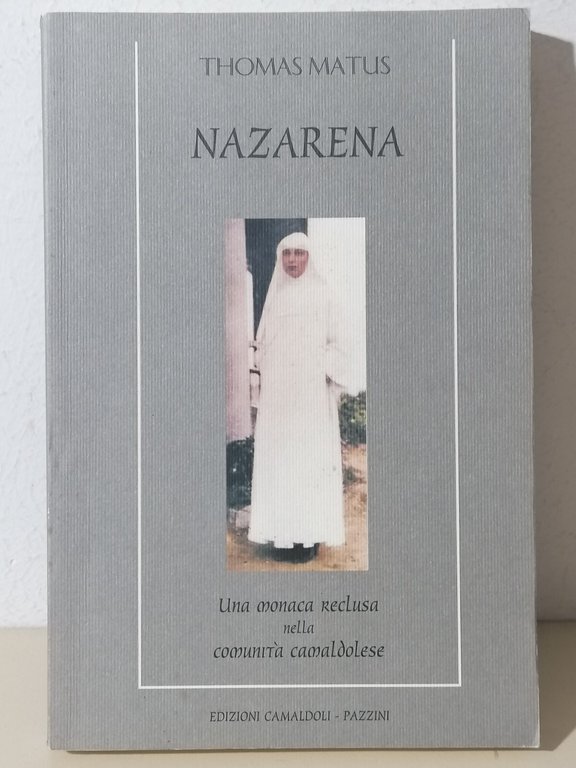 THOMAS MATUS
NAZARENA
Una monaca reclusa
nella
comunità camaldolese
EDIZIONI CAMALDOLI - PAZZINI